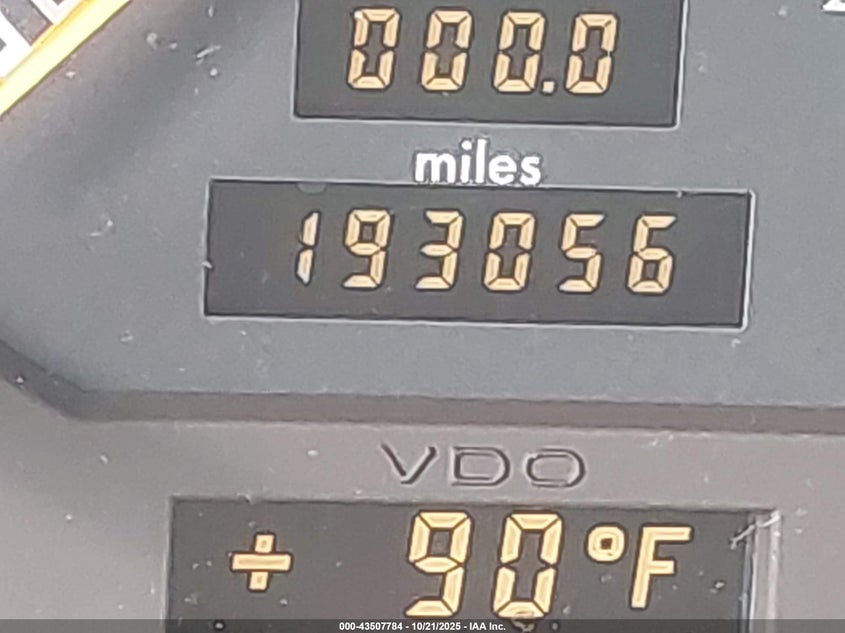 000.0
miles
193056
VDO
+ 90°F
000-43507784 - 10/21/2025 - IAA Inc.